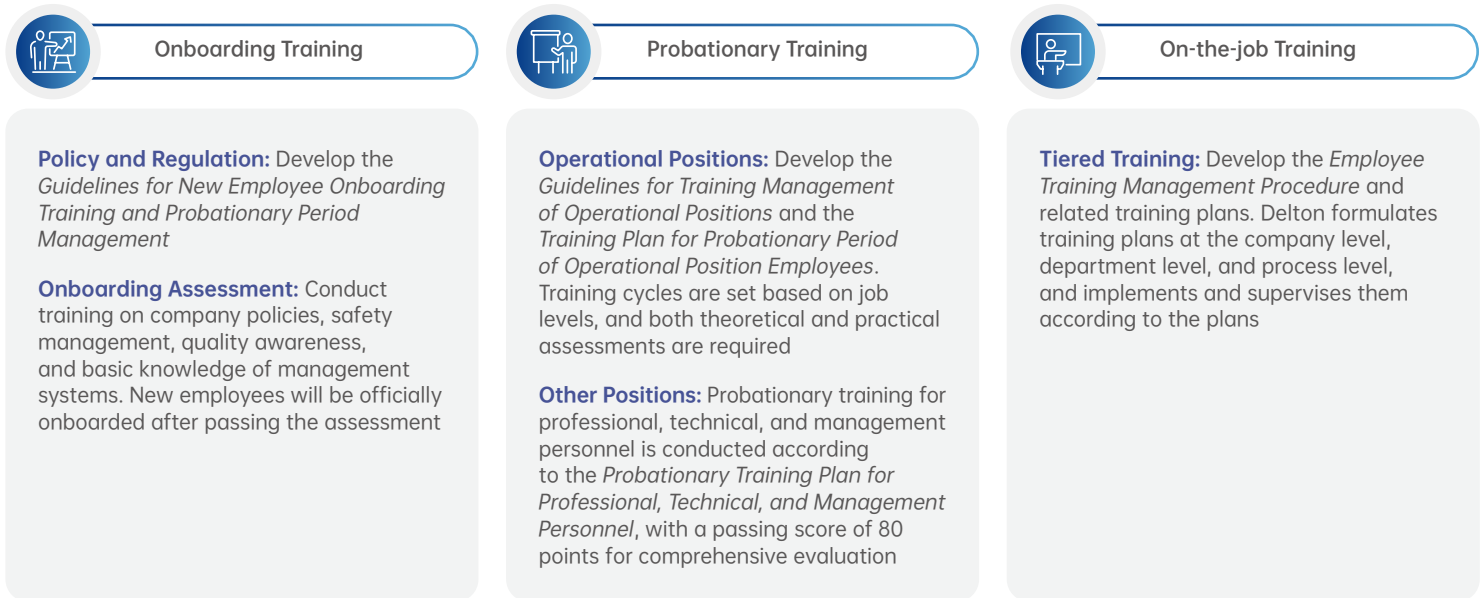 Onboarding Training
Policy and Regulation: Develop the
Guidelines for New Employee Onboarding
Training and Probationary Period
Management
Onboarding Assessment: Conduct
training on company policies, safety
management, quality awareness,
and basic knowledge of management
systems. New employees will be officially
onboarded after passing the assessment
Probationary Training
Operational Positions: Develop the
Guidelines for Training Management
of Operational Positions and the
Training Plan for Probationary Period
of Operational Position Employees.
Training cycles are set based on job
levels, and both theoretical and practical
assessments are required
Other Positions: Probationary training for
professional, technical, and management
personnel is conducted according
to the Probationary Training Plan for
Professional, Technical, and Management
Personnel, with a passing score of 80
points for comprehensive evaluation
On-the-job Training
Tiered Training: Develop the Employee
Training Management Procedure and
related training plans. Delton formulates
training plans at the company level,
department level, and process level,
and implements and supervises them
according to the plans